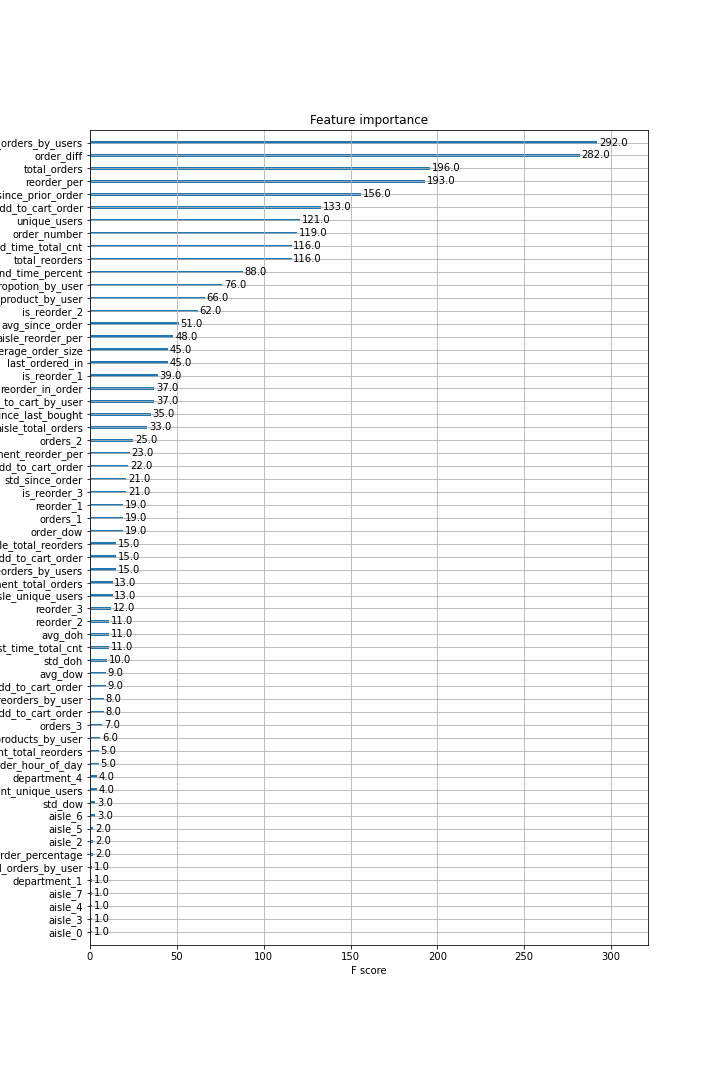 Feature importance
orders_by_users 292.0
order_diff 282.0
total_orders 196.0
reorder_per 193.0
since_prior_order 156.0
dd_to_cart_order 133.0
unique_users 121.0
order_number 119.0
d_time_total_cnt 116.0
total_reorders 116.0
nd_time_percent 88.0
ropotion_by_user 76.0
product_by_user 66.0
is_reorder_2 62.0
avg_since_order 51.0
aisle_reorder_per 48.0
erage_order_size 45.0
last_ordered_in 45.0
is_reorder_1 39.0
reorder_in_order 37.0
_to_cart_by_user 37.0
ince_last_bought 35.0
aisle_total_orders 33.0
orders_2 25.0
ment_reorder_per 23.0
dd_to_cart_order 22.0
std_since_order 21.0
is_reorder_3 21.0
reorder_1 19.0
orders_1 19.0
order_dow 19.0
le_total_reorders 15.0
dd_to_cart_order 15.0
eorders_by_users 15.0
ent_total_orders 13.0
sle_unique_users 13.0
reorder_3 12.0
reorder_2 11.0
avg_doh 11.0
st_time_total_cnt 11.0
std_doh 10.0
avg_dow 9.0
dd_to_cart_order 9.0
reorders_by_user 8.0
dd_to_cart_order 8.0
orders_3 7.0
products_by_user 6.0
nt_total_reorders 5.0
der_hour_of_day 5.0
department_4 4.0
nt_unique_users 4.0
std_dow 3.0
aisle_6 3.0
aisle_5 2.0
aisle_2 2.0
rder_percentage 2.0
l_orders_by_user 1.0
department_1 1.0
aisle_7 1.0
aisle_4 1.0
aisle_3 1.0
aisle_0 1.0
0 50 100 150 200 250 300
F score